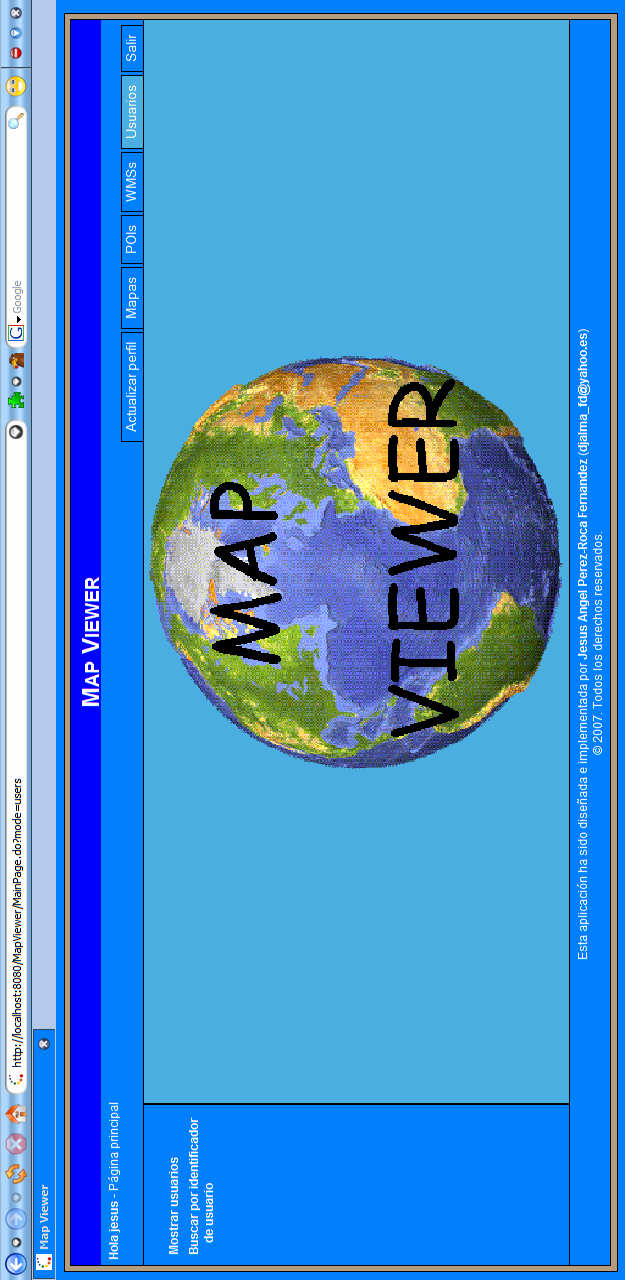 http://localhost:8080/MapViewer/MainPage.do?mode=users
G Google
Map Viewer
MAP VIEWER
Hola jesus - Página principal
Actualizar perfil
Mapas
POIs
WMSs
Usuarios
Salir
Mostrar usuarios
Buscar por identificador
de usuario
MAP
VIEWER
Esta aplicación ha sido diseñada e implementada por Jesus Angel Perez-Roca Fernandez (djalma_fd@yahoo.es)
© 2007. Todos los derechos reservados.